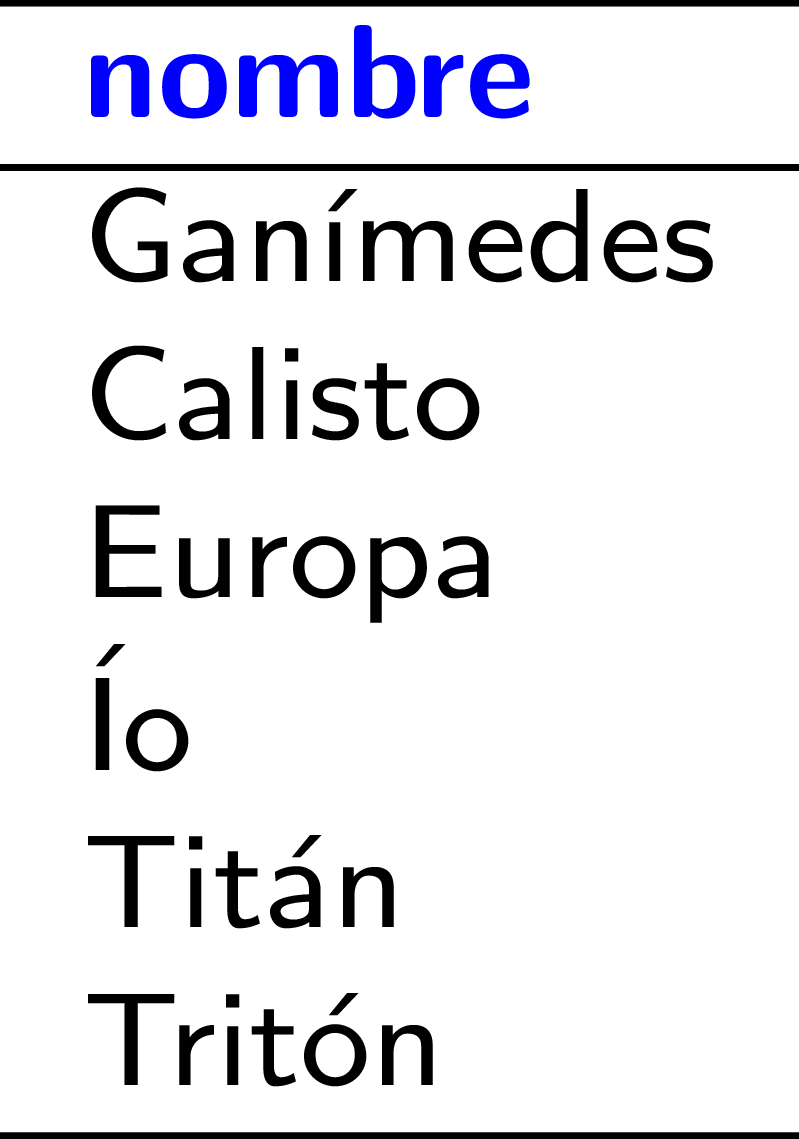 nombre
Ganímedes
Calisto
Europa
Ío
Titán
Tritón